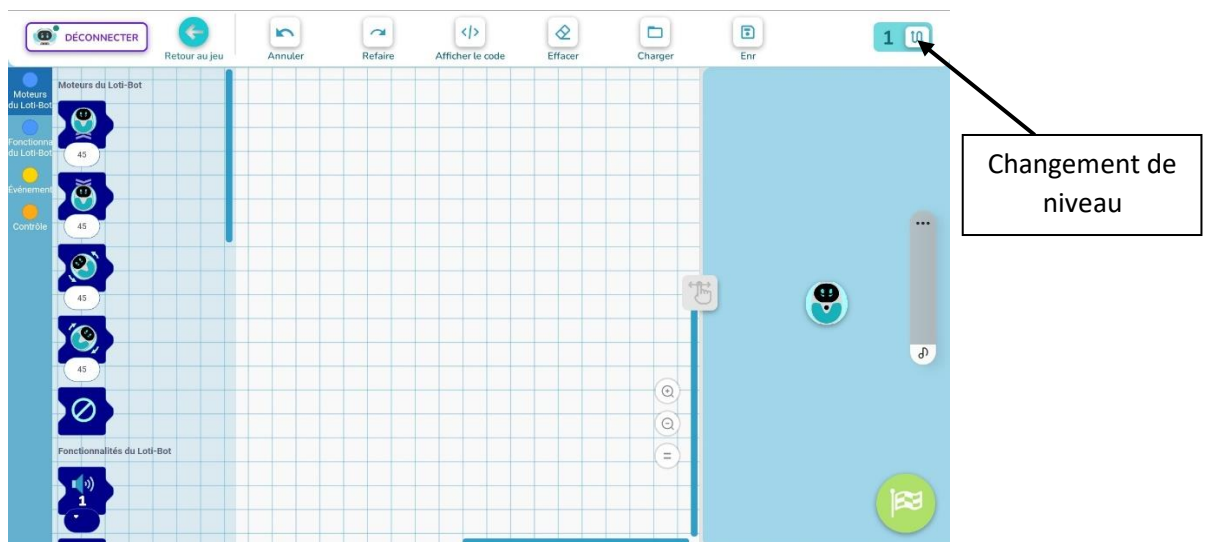 DÉCONNECTER
Retour au jeu
Annuler
Refaire
</>
Afficher le code
Effacer
Charger
Enr
1
Moteurs
du Loti-Bot
Fonctionna
du Loti-Bot
Événement
Contrôle
Moteurs du Loti-Bot
45
45
45
45
Fonctionnalités du Loti-Bot
1
Changement de
niveau